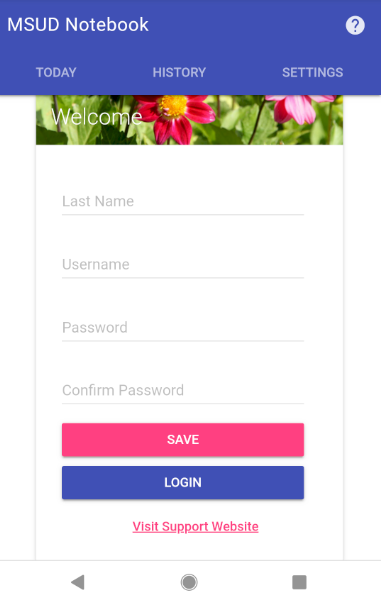 MSUD Notebook
TODAY HISTORY SETTINGS
Welcome
Last Name
Username
Password
Confirm Password
SAVE
LOGIN
Visit Support Website